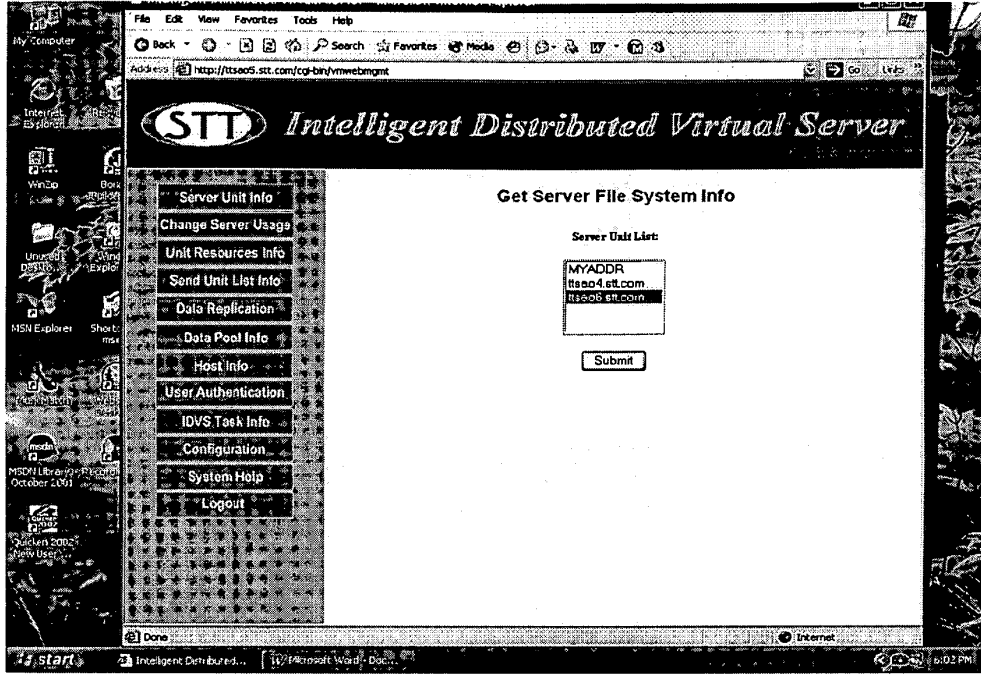 My Computer
Internet
Explorer
WinZip
MSN Explorer
msdn
MSDN Library -
October 2001
Quicken 2002
New User...
File Edit View Favorites Tools Help
Back Search Favorites Media
Address http://ttsao5.stt.com/cgi-bin/vmwebmgmt Go Links »
STT Intelligent Distributed Virtual Server
Server Unit Info
Change Server Usage
Unit Resources Info
Send Unit List Info
Data Replication
Data Pool Info
Host Info
User Authentication
IDVS Task Info
Configuration
System Help
Logout
Get Server File System Info
Server Unit List:
MYADDR
ttsao4.stt.com
ttsao6.stt.com
Submit
Done Internet
start Intelligent Distributed... Microsoft Word - Doc... 6:02 PM